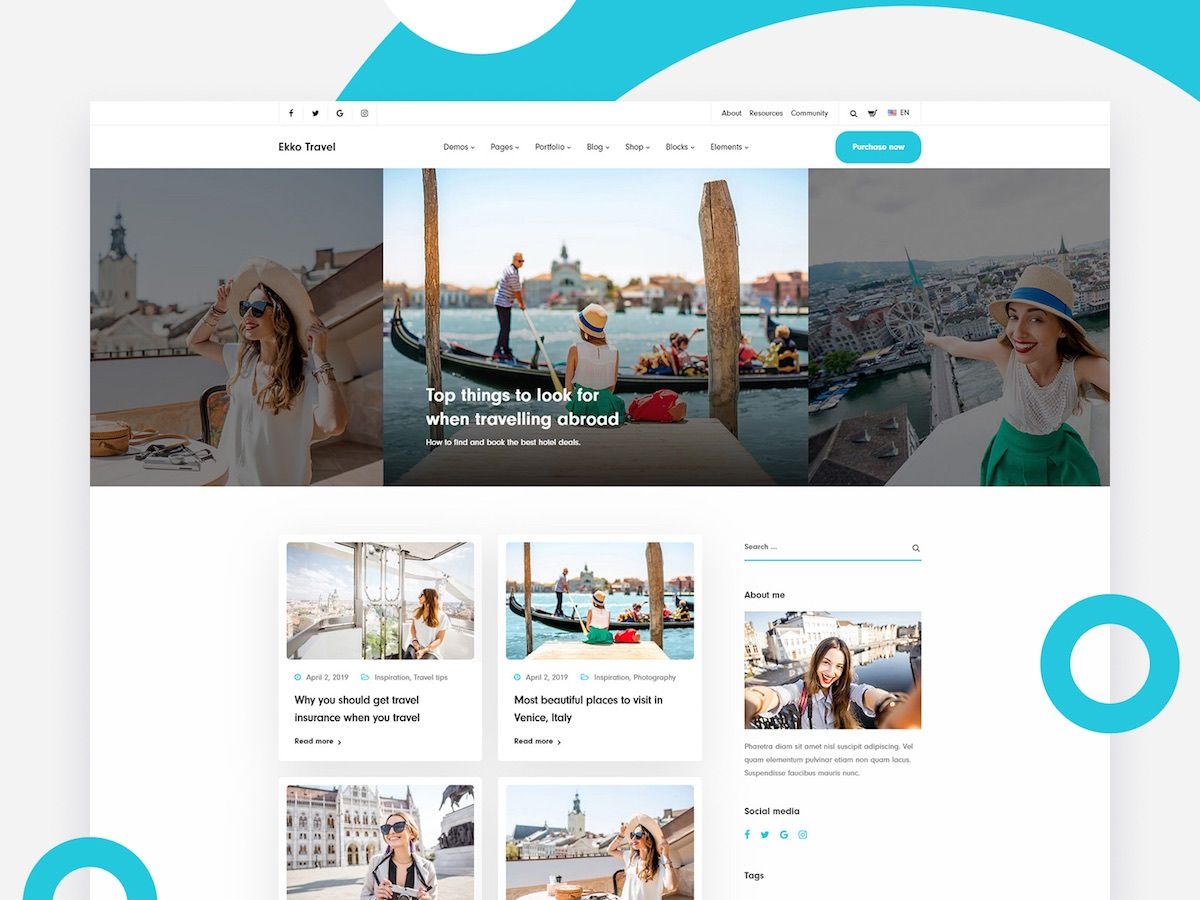 About Resources Community EN
Ekko Travel Demos Pages Portfolio Blog Shop Blocks Elements Purchase now
Top things to look for
when travelling abroad
How to find and book the best hotel deals.
April 2, 2019 Inspiration, Travel tips
Why you should get travel
insurance when you travel
Read more
April 2, 2019 Inspiration, Photography
Most beautiful places to visit in
Venice, Italy
Read more
Search ...
About me
Pharetra diam sit amet nisl suscipit adipiscing. Vel
quam elementum pulvinar etiam non quam lacus.
Suspendisse faucibus mauris nunc.
Social media
Tags